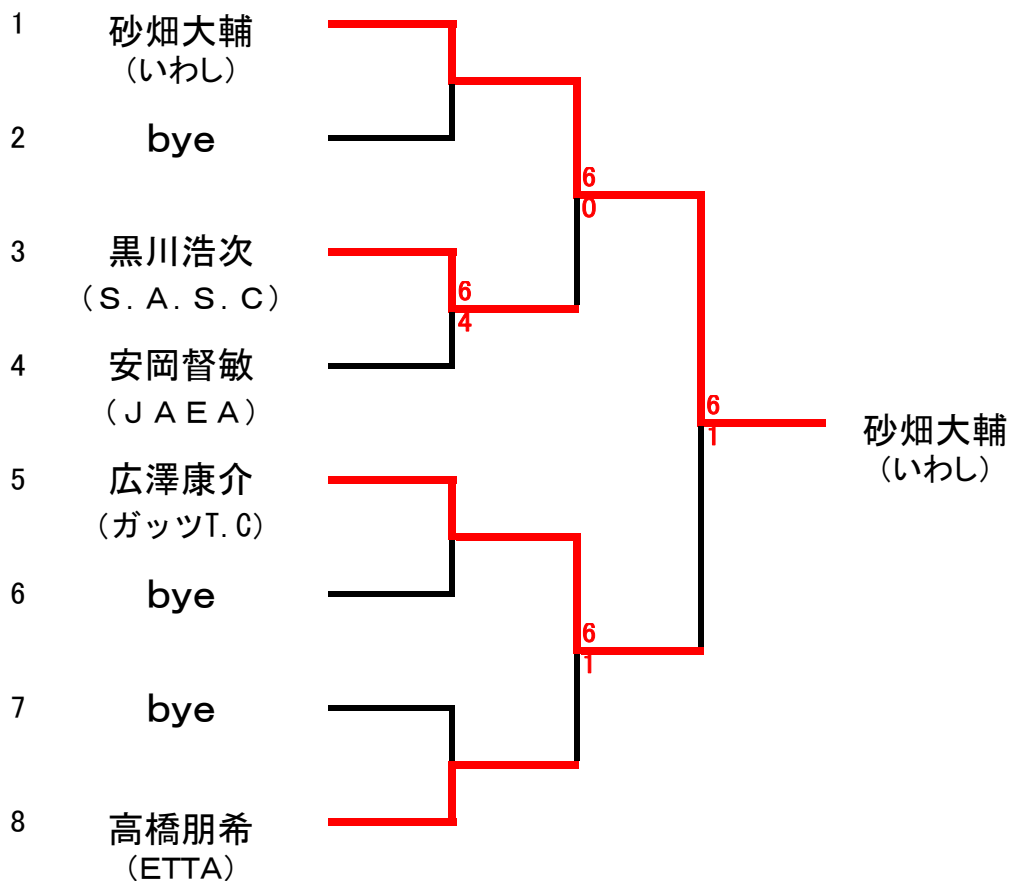 1 砂畑大輔
(いわし)
2 bye
6
0
3 黒川浩次
(S.A.S.C)
6
4
4 安岡督敏
(JAEA)
6
1
砂畑大輔
(いわし)
5 広澤康介
(ガッツT.C)
6 bye
6
1
7 bye
8 高橋朋希
(ETTA)